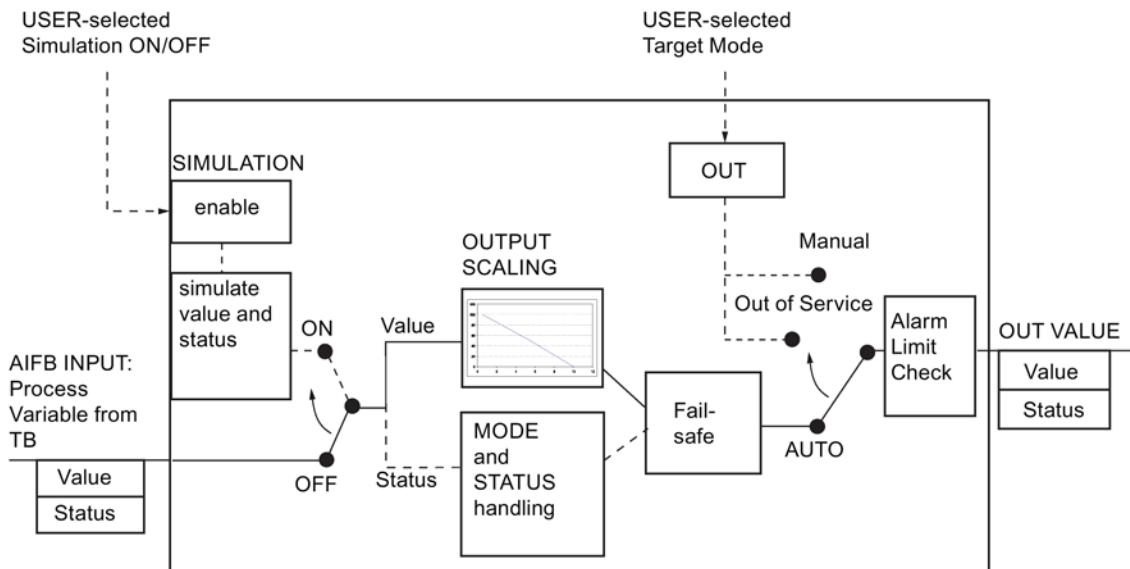 USER-selected
Simulation ON/OFF
USER-selected
Target Mode
SIMULATION
enable
OUT
simulate
value and
status
ON
OUTPUT
SCALING
Value
Manual
Out of Service
Alarm
Limit
Check
OUT VALUE
Value
Status
AIFB INPUT:
Process
Variable from
TB
Value
Status
OFF
Status
MODE
and
STATUS
handling
Fail-
safe
AUTO